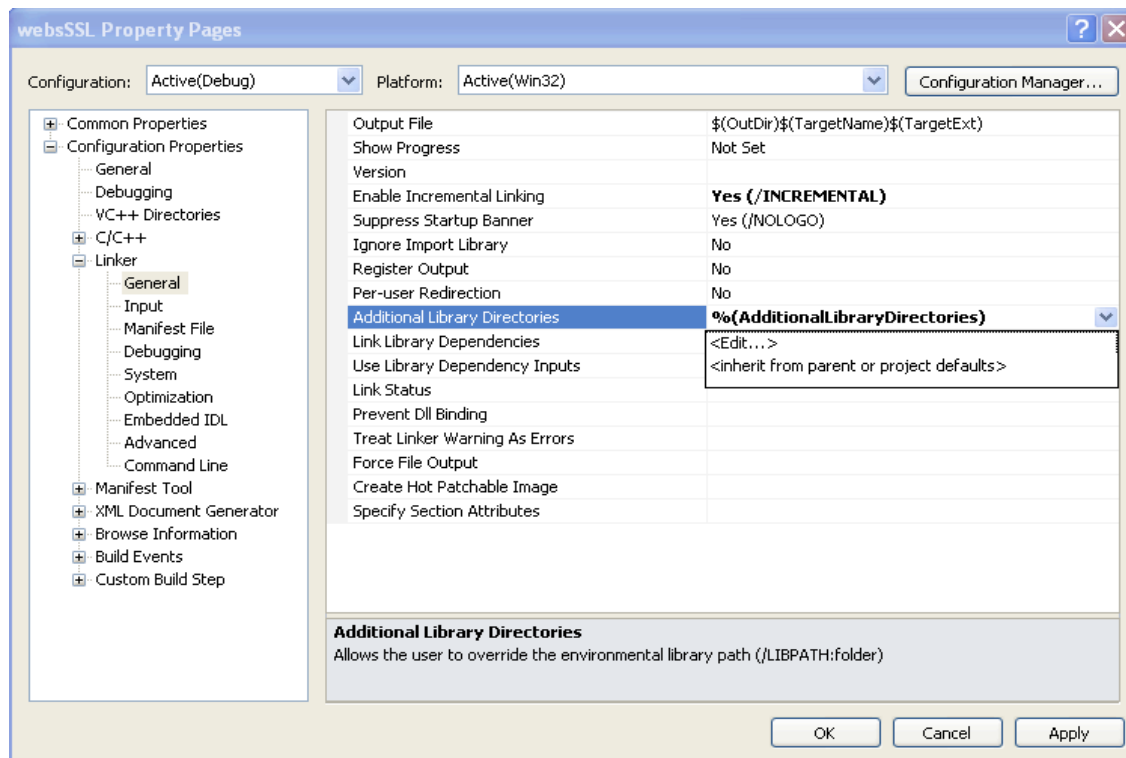 websSSL Property Pages
Configuration: Active(Debug) Platform: Active(Win32) Configuration Manager...
Common Properties
Configuration Properties
General
Debugging
VC++ Directories
C/C++
Linker
General
Input
Manifest File
Debugging
System
Optimization
Embedded IDL
Advanced
Command Line
Manifest Tool
XML Document Generator
Browse Information
Build Events
Custom Build Step
Output File $(OutDir)$(TargetName)$(TargetExt)
Show Progress Not Set
Version
Enable Incremental Linking Yes (/INCREMENTAL)
Suppress Startup Banner Yes (/NOLOGO)
Ignore Import Library No
Register Output No
Per-user Redirection No
Additional Library Directories %(AdditionalLibraryDirectories)
Link Library Dependencies <Edit...>
Use Library Dependency Inputs <inherit from parent or project defaults>
Link Status
Prevent Dll Binding
Treat Linker Warning As Errors
Force File Output
Create Hot Patchable Image
Specify Section Attributes
Additional Library Directories
Allows the user to override the environmental library path (/LIBPATH:folder)
OK Cancel Apply